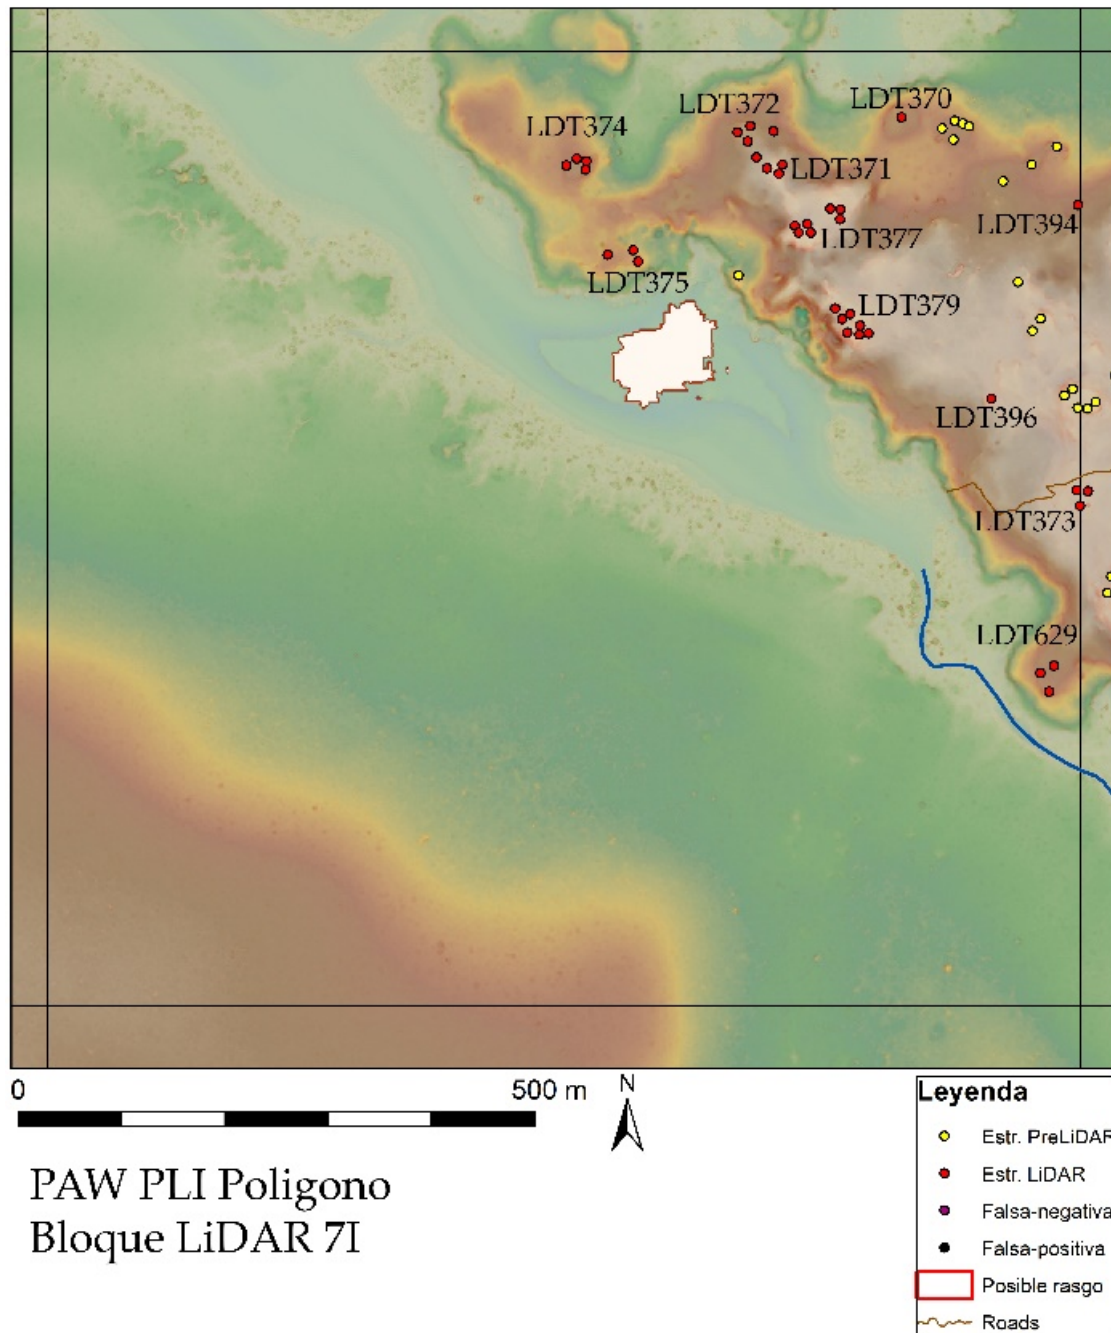 LDT372
LDT370
LDT374
LDT371
LDT394
LDT377
LDT375
LDT379
LDT396
LDT373
LDT629
0 500 m N
Leyenda
Estr. PreLiDAR
Estr. LiDAR
Falsa-negativa
Falsa-positiva
Posible rasgo
Roads
PAW PLI Poligono
Bloque LiDAR 7I